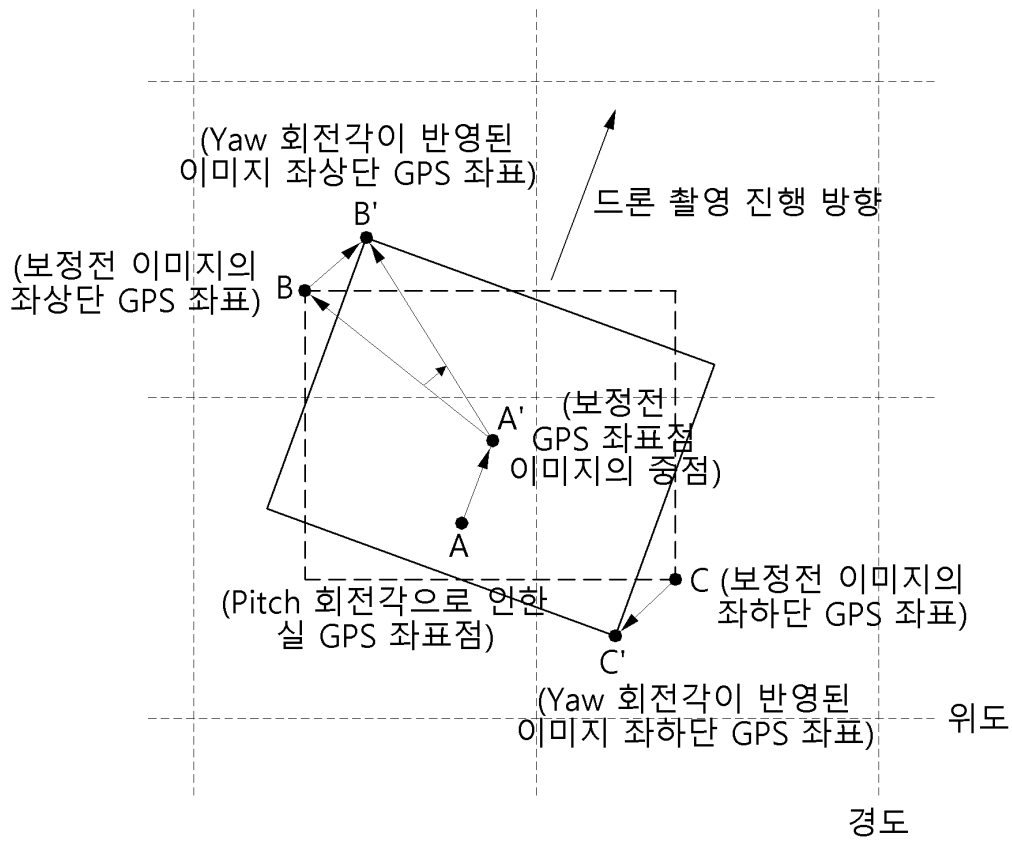 (Yaw 회전각이 반영된
이미지 좌상단 GPS 좌표)
드론 촬영 진행 방향
B'
(보정전 이미지의
좌상단 GPS 좌표)
B
A'
(보정전
GPS 좌표점
이미지의 중점)
A
C
(보정전 이미지의
좌하단 GPS 좌표)
(Pitch 회전각으로 인한
실 GPS 좌표점)
C'
(Yaw 회전각이 반영된
이미지 좌하단 GPS 좌표)
위도
경도